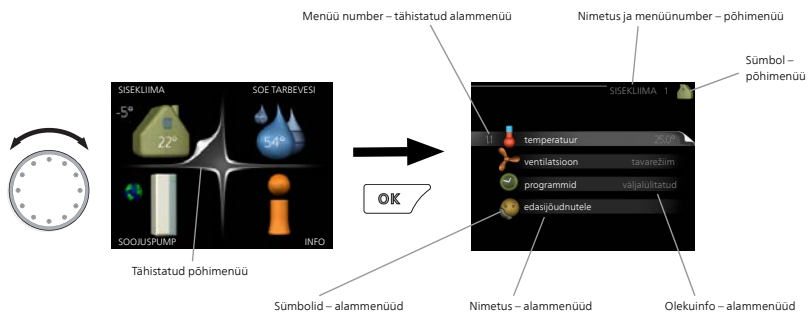 Menüü number – tähistatud alammenüü
Nimetus ja menüünumber – põhimenüü
Sümbol –
põhimenüü
SISEKLIIMA
SOE TARBEVESI
-5°
22°
54°
SOOJUSPUMP
INFO
Tähistatud põhimenüü
OK
SISEKLIIMA 1
1.1 temperatuur 25.0°
ventilatsioon tavarežiim
programmid väljalülitatud
edasijõudnutele
Sümbolid – alammenüüd
Nimetus – alammenüüd
Olekuinfo – alammenüüd